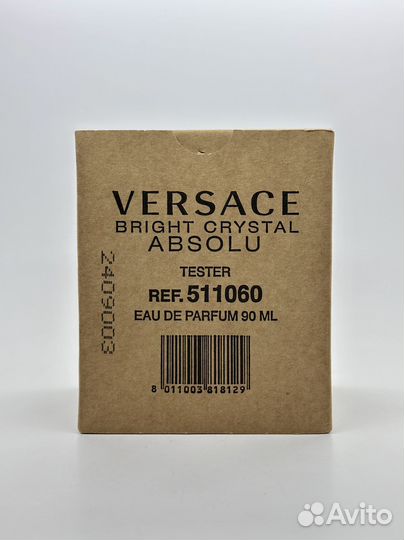 VERSACE
BRIGHT CRYSTAL
ABSOLU
TESTER
REF. 511060
EAU DE PARFUM 90 ML
8 011003 818129
2409003
Avito